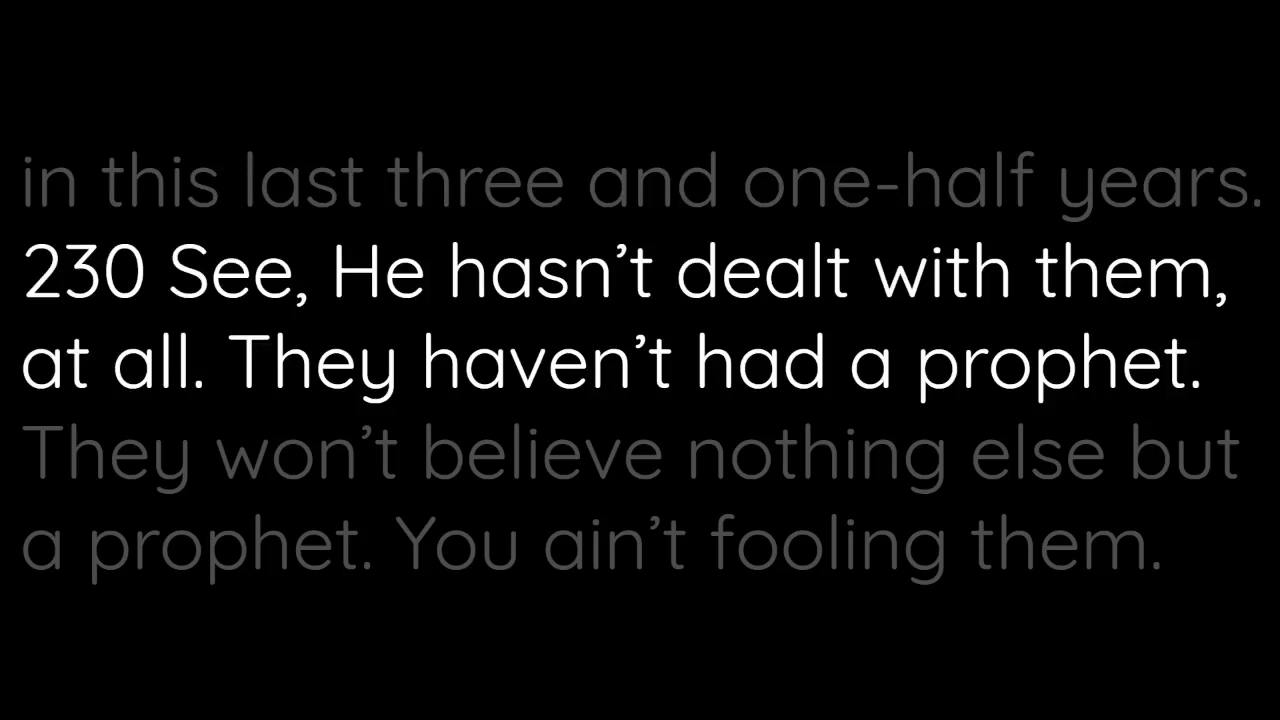 in this last three and one-half years.
230 See, He hasn’t dealt with them,
at all. They haven’t had a prophet.
They won’t believe nothing else but
a prophet. You ain’t fooling them.